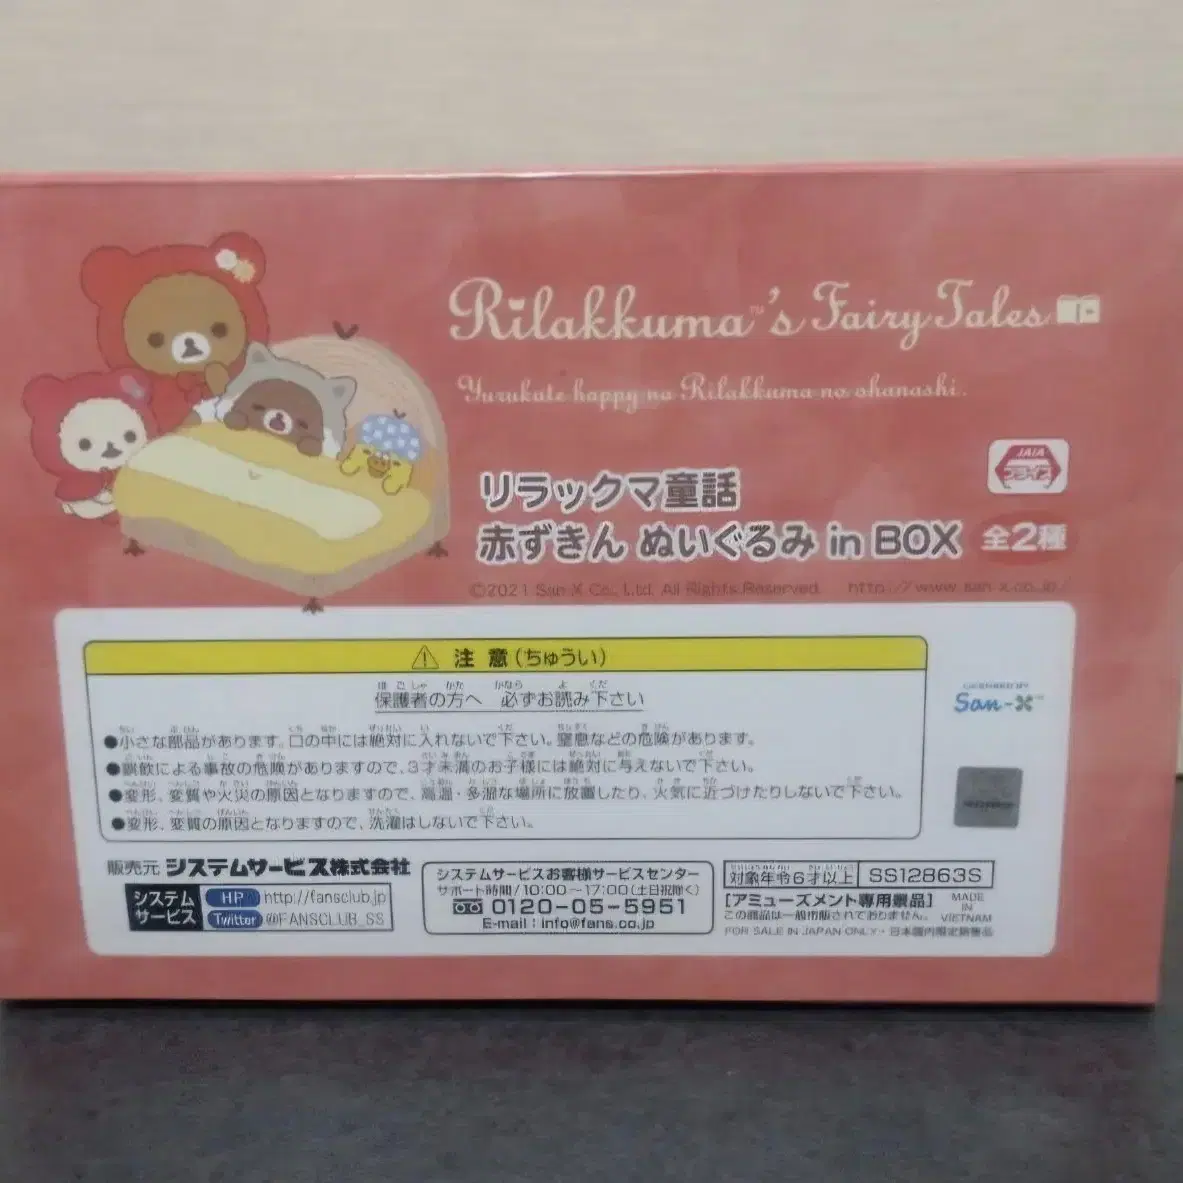 Rilakkuma™'s Fairy Tales
Yurukute happy na Rilakkuma no ohanashi.
JAIA
プライズ
リラックマ童話
赤ずきん ぬいぐるみ in BOX 全2種
©2021 San-X Co., Ltd. All Rights Reserved. http://www.san-x.co.jp/
注意(ちゅうい)
保護者の方へ 必ずお読み下さい
●小さな部品があります。口の中には絶対に入れないで下さい。窒息などの危険があります。
●誤飲による事故の危険がありますので、3才未満のお子様には絶対に与えないで下さい。
●変形、変質や火災の原因となりますので、高温・多湿な場所に放置したり、火気に近づけたりしないで下さい。
●変形、変質の原因となりますので、洗濯はしないで下さい。
LICENSED BY
San-X™
販売元 システムサービス株式会社
システム
サービス
HP http://fansclub.jp
Twitter @FANSCLUB_SS
システムサービスお客様サービスセンター
サポート時間/10:00~17:00(土日祝除く)
0120-05-5951
E-mail:info@fans.co.jp
対象年令6才以上 SS12863S
[アミューズメント専用景品]
この商品は一般市販されておりません。
MADE
IN
VIETNAM
FOR SALE IN JAPAN ONLY・日本国内限定販売品